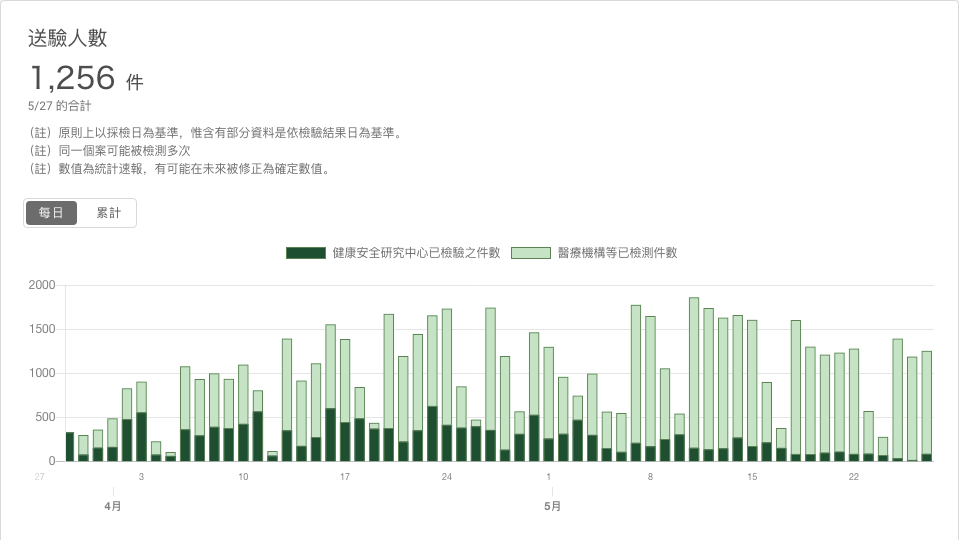 送驗人數
1,256 件
5/27 的合計
（註）原則上以採檢日為基準，惟含有部分資料是依檢驗結果日為基準。
（註）同一個案可能被檢測多次
（註）數值為統計速報，有可能在未來被修正為確定數值。
每日 累計
健康安全研究中心已檢驗之件數 醫療機構等已檢測件數
2000
1500
1000
500
0
27 3 10 17 24 1 8 15 22
4月 5月